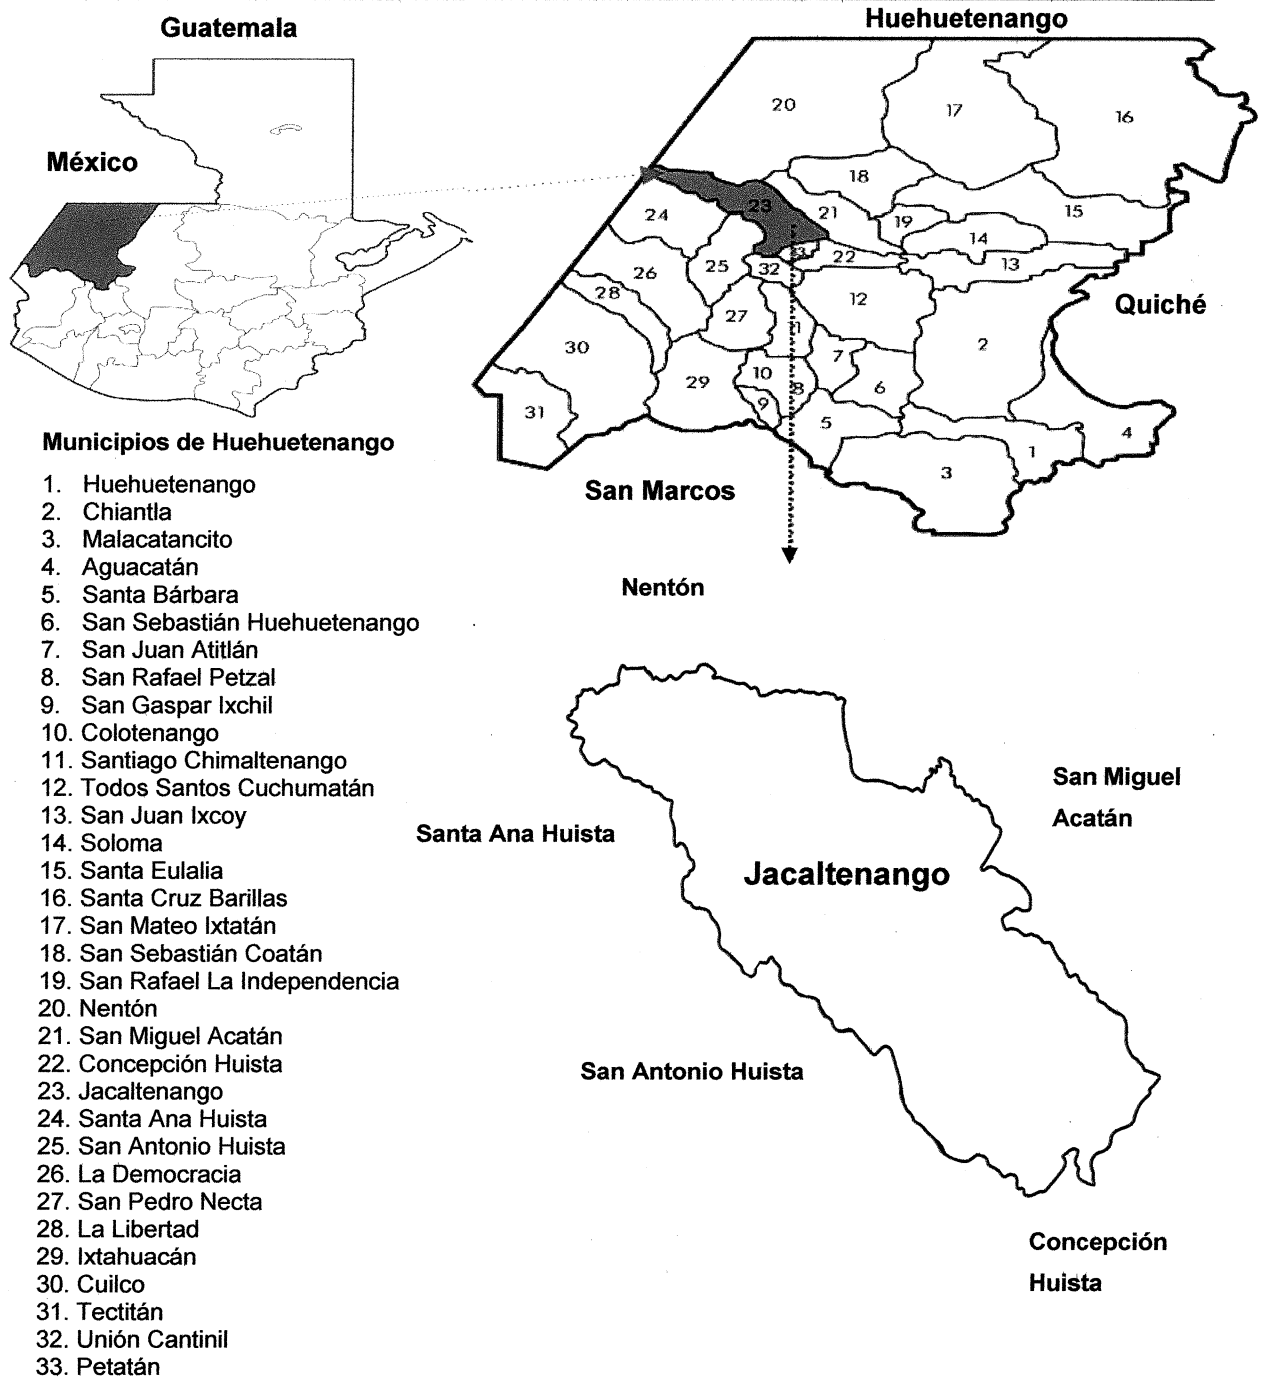 Guatemala
México
Huehuetenango
20
17
16
18
23
24
21
19
15
14
33
22
13
25
32
26
12
28
27
11
30
7
2
10
29
8
6
9
31
5
4
1
3
Quiché
San Marcos
Municipios de Huehuetenango
1. Huehuetenango
2. Chiantla
3. Malacatancito
4. Aguacatán
5. Santa Bárbara
6. San Sebastián Huehuetenango
7. San Juan Atitlán
8. San Rafael Petzal
9. San Gaspar Ixchil
10. Colotenango
11. Santiago Chimaltenango
12. Todos Santos Cuchumatán
13. San Juan Ixcoy
14. Soloma
15. Santa Eulalia
16. Santa Cruz Barillas
17. San Mateo Ixtatán
18. San Sebastián Coatán
19. San Rafael La Independencia
20. Nentón
21. San Miguel Acatán
22. Concepción Huista
23. Jacaltenango
24. Santa Ana Huista
25. San Antonio Huista
26. La Democracia
27. San Pedro Necta
28. La Libertad
29. Ixtahuacán
30. Cuilco
31. Tectitán
32. Unión Cantinil
33. Petatán
Nentón
San Miguel
Acatán
Santa Ana Huista
Jacaltenango
San Antonio Huista
Concepción
Huista